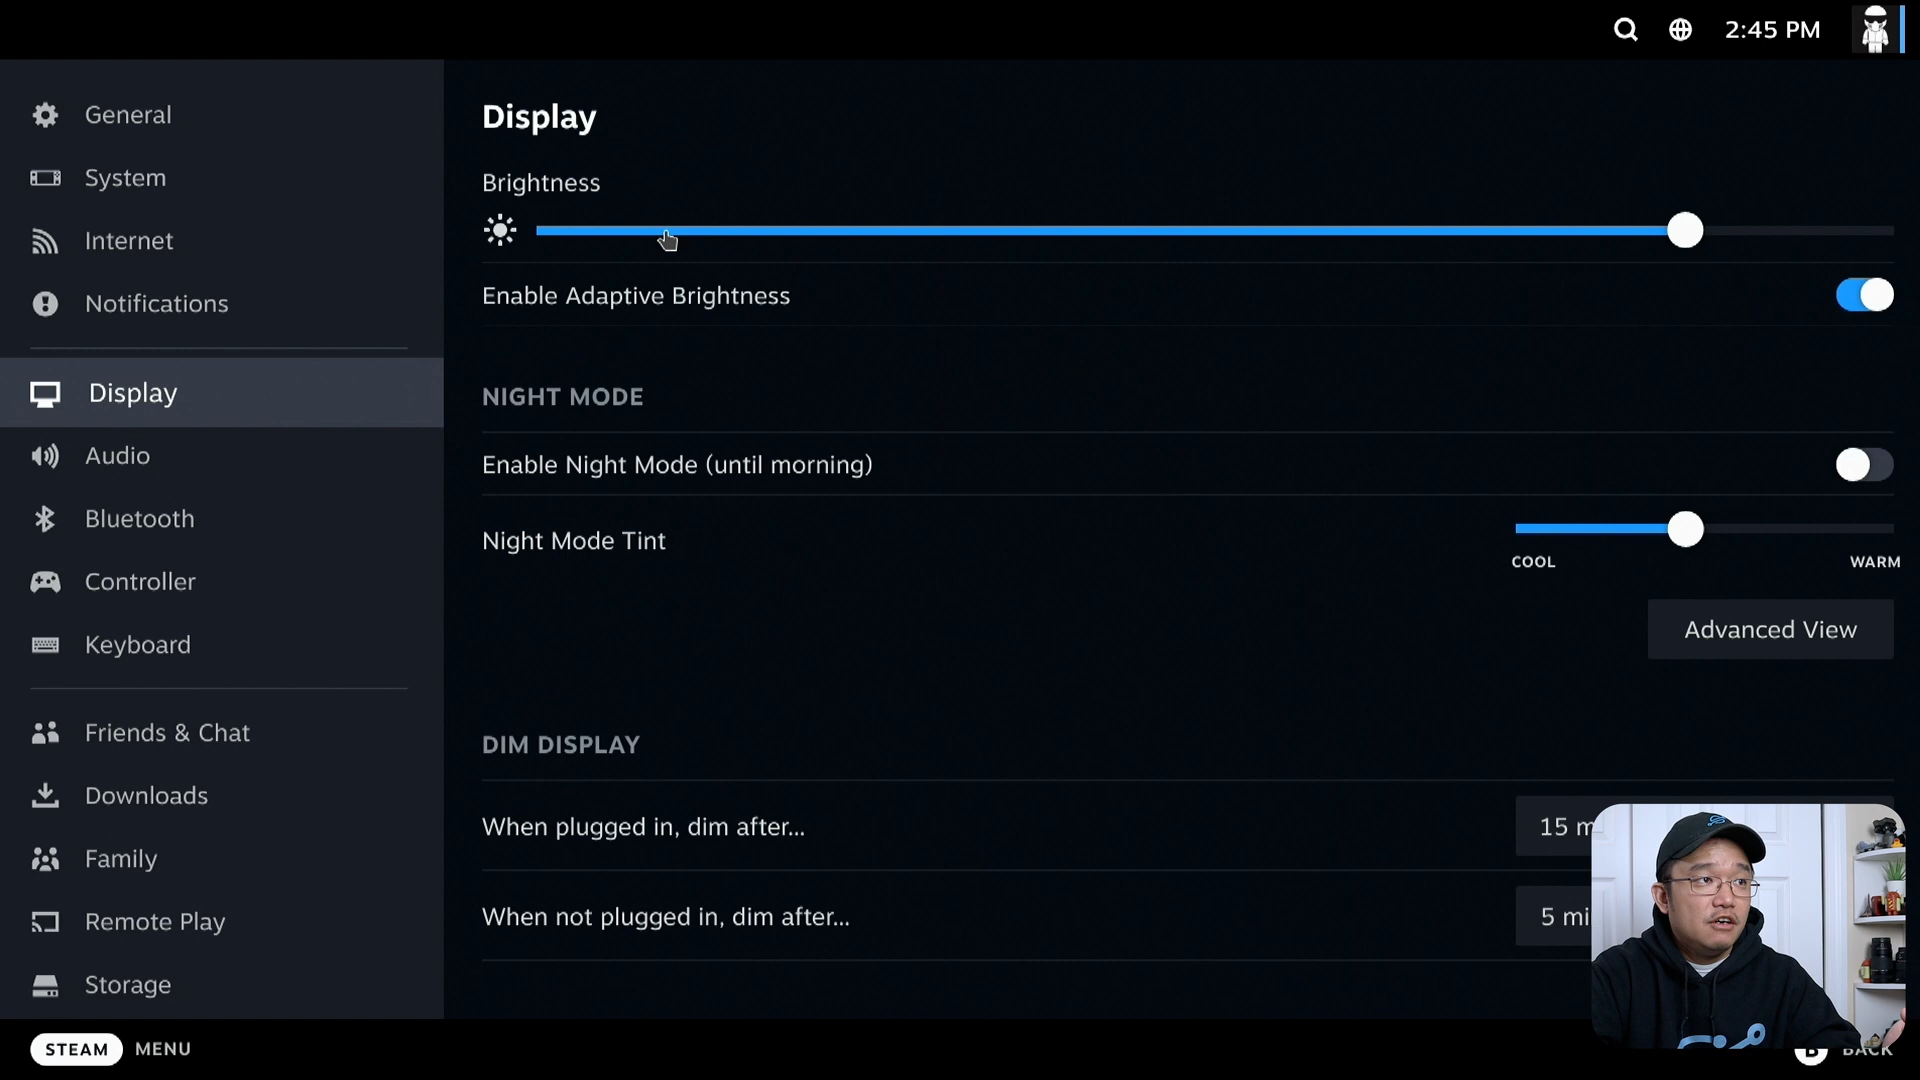 2:45 PM
General
System
Internet
Notifications
Display
Audio
Bluetooth
Controller
Keyboard
Friends & Chat
Downloads
Family
Remote Play
Storage
Display
Brightness
Enable Adaptive Brightness
NIGHT MODE
Enable Night Mode (until morning)
Night Mode Tint
COOL
WARM
Advanced View
DIM DISPLAY
When plugged in, dim after...
15 m
When not plugged in, dim after...
5 mi
STEAM MENU
B BACK